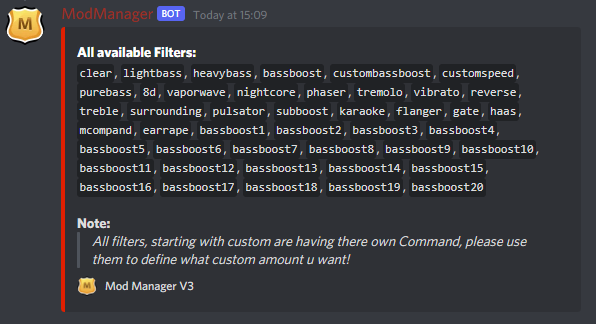 M
ModManager BOT Today at 15:09
All available Filters:
clear, lightbass, heavybass, bassboost, custombassboost, customspeed,
purebass, 8d, vaporwave, nightcore, phaser, tremolo, vibrato, reverse,
treble, surrounding, pulsator, subboost, karaoke, flanger, gate, haas,
mcompand, earrape, bassboost1, bassboost2, bassboost3, bassboost4,
bassboost5, bassboost6, bassboost7, bassboost8, bassboost9, bassboost10,
bassboost11, bassboost12, bassboost13, bassboost14, bassboost15,
bassboost16, bassboost17, bassboost18, bassboost19, bassboost20
Note:
All filters, starting with custom are having there own Command, please use
them to define what custom amount u want!
M Mod Manager V3